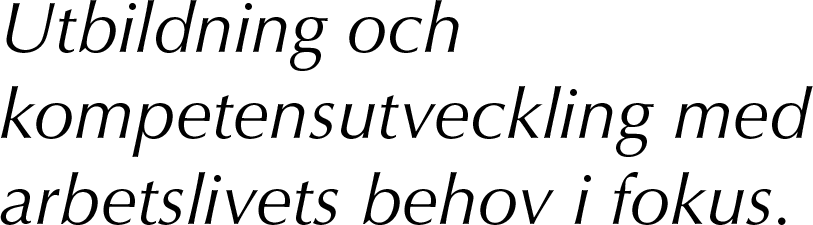 Utbildning och
kompetensutveckling med
arbetslivets behov i fokus.